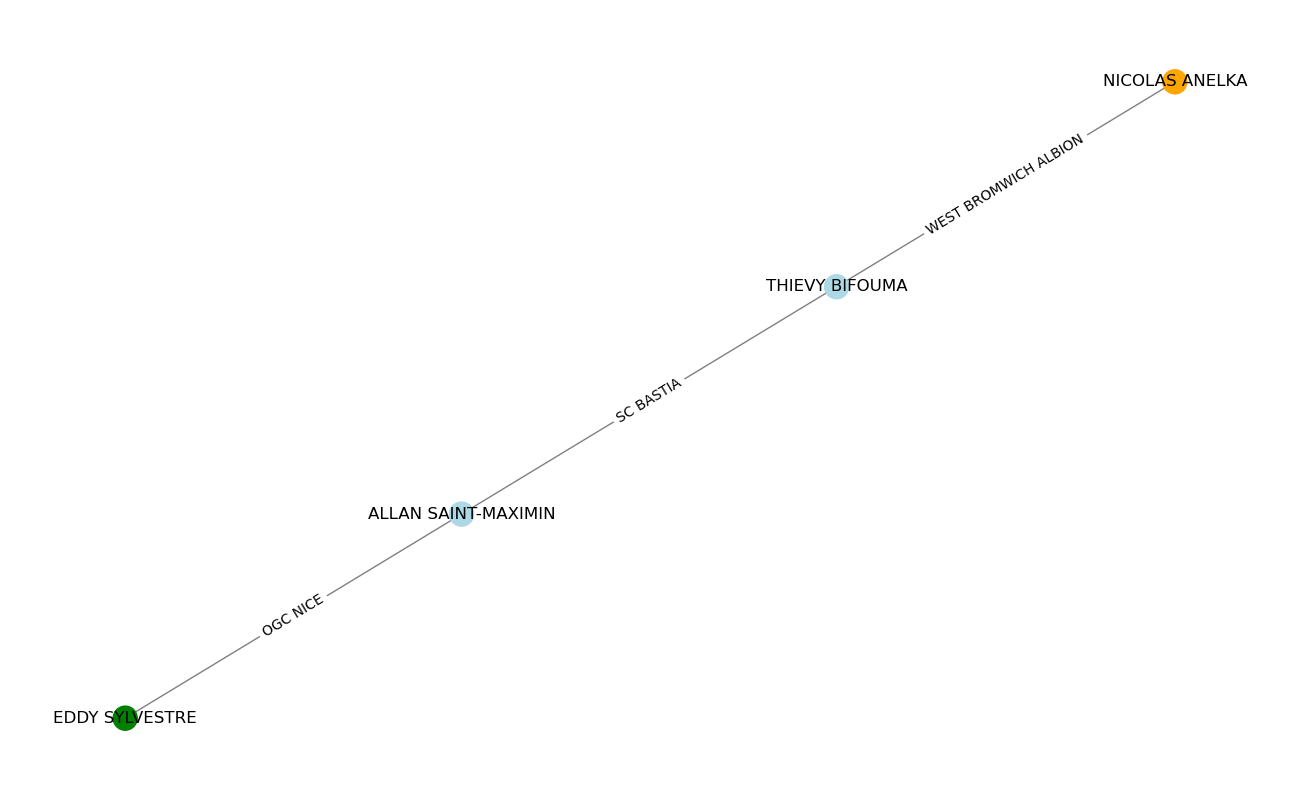 NICOLAS ANELKA
WEST BROMWICH ALBION
THIEVY BIFOUMA
SC BASTIA
ALLAN SAINT-MAXIMIN
OGC NICE
EDDY SYLVESTRE